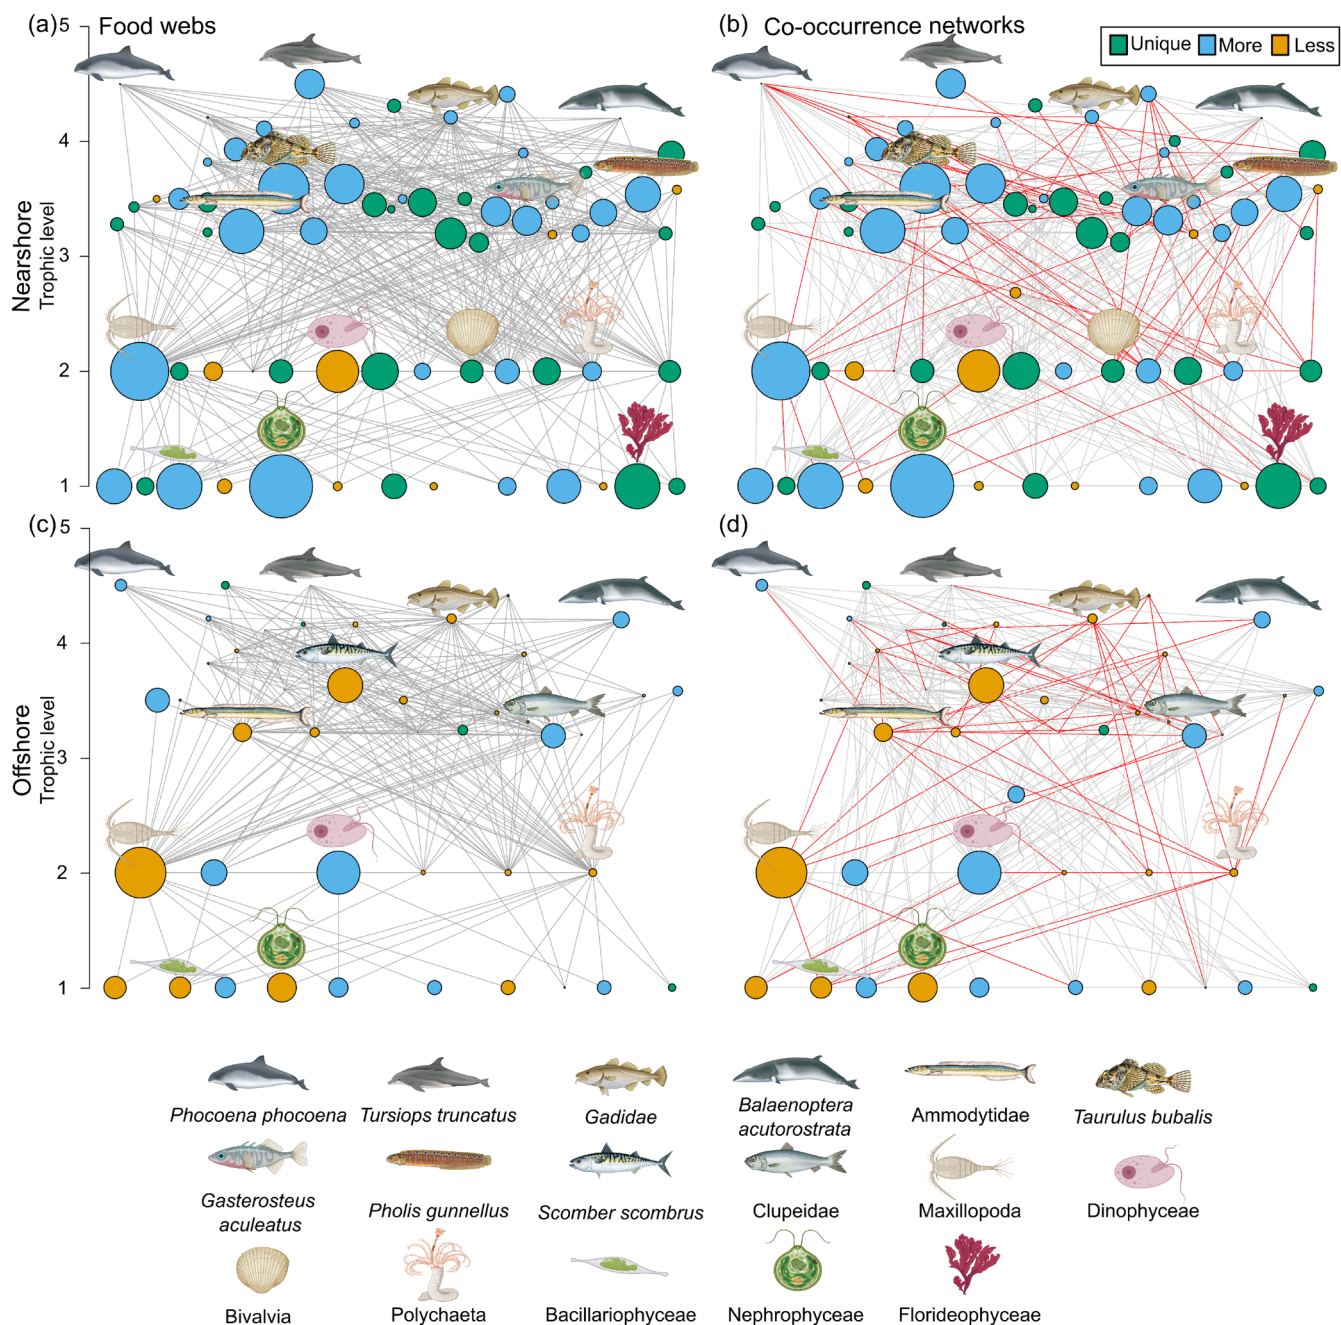 (a) Food webs
(b) Co-occurrence networks
Unique More Less
5
4
3
2
1
Nearshore
Trophic level
(c)
(d)
5
4
3
2
1
Offshore
Trophic level
Phocoena phocoena
Tursiops truncatus
Gadidae
Balaenoptera
acutorostrata
Ammodytidae
Taurulus bubalis
Gasterosteus
aculeatus
Pholis gunnellus
Scomber scombrus
Clupeidae
Maxillopoda
Dinophyceae
Bivalvia
Polychaeta
Bacillariophyceae
Nephrophyceae
Florideophyceae